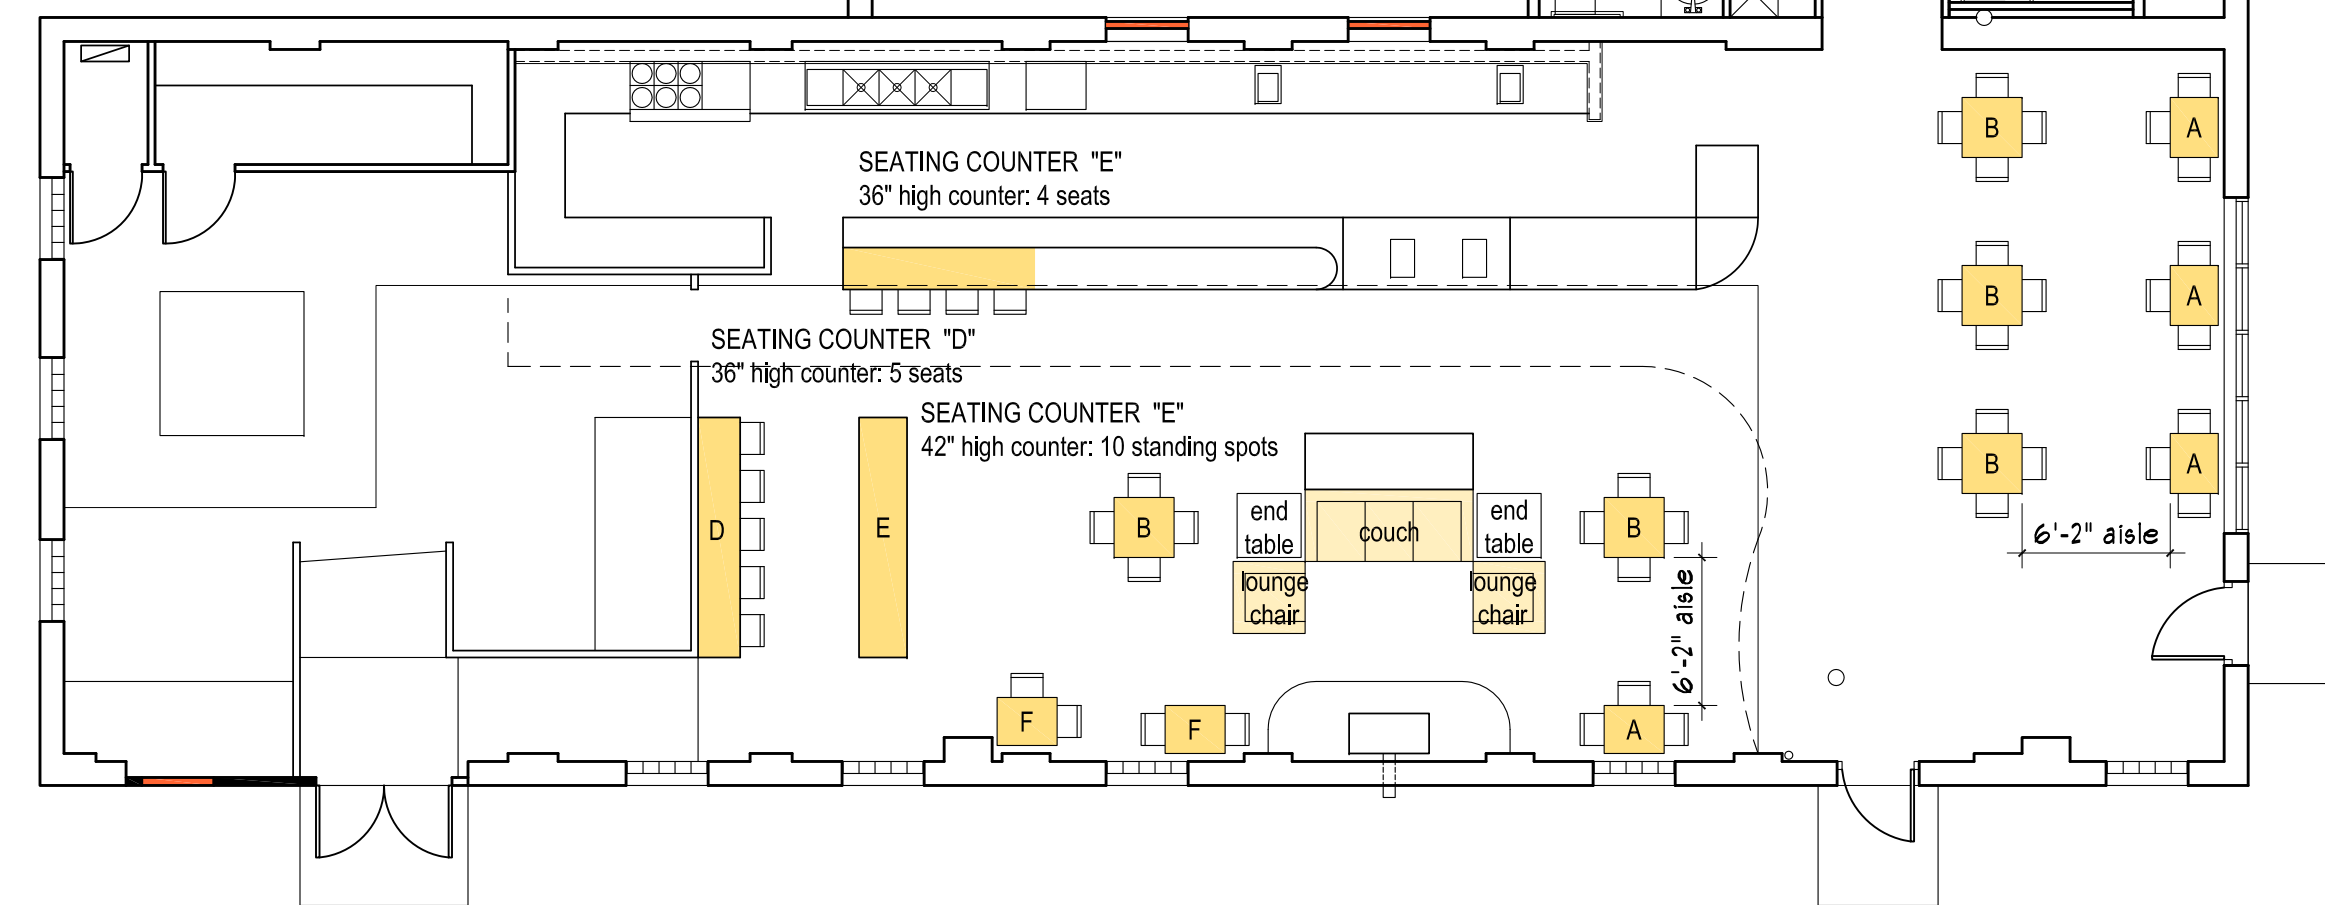 B
A
SEATING COUNTER "E"
36" high counter: 4 seats
B
A
SEATING COUNTER "D"
36" high counter: 5 seats
SEATING COUNTER "E"
42" high counter: 10 standing spots
B
A
D
E
B
end
table
couch
end
table
B
6'-2" aisle
lounge
chair
lounge
chair
6'-2" aisle
F
F
A